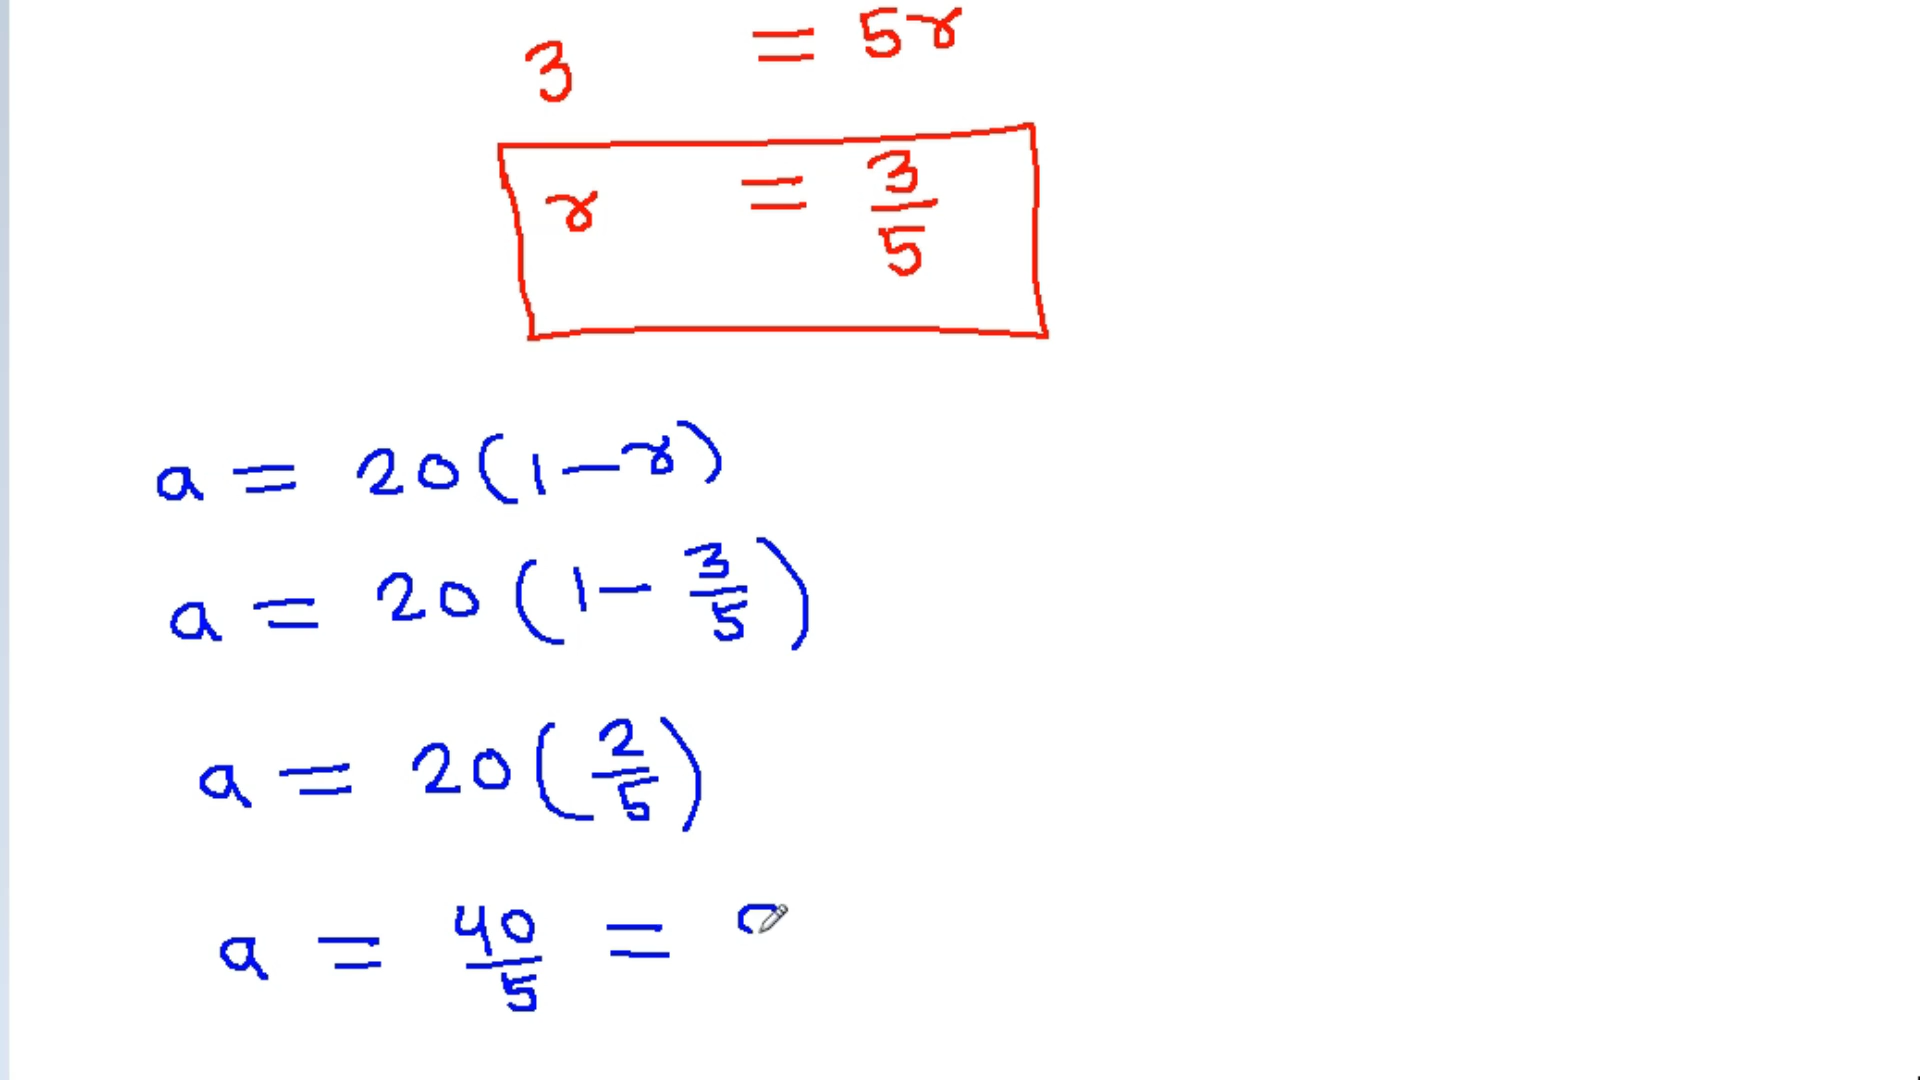 3 = 5r
r = 3/5
a = 20(1-r)
a = 20(1- 3/5)
a = 20(2/5)
a = 40/5 =